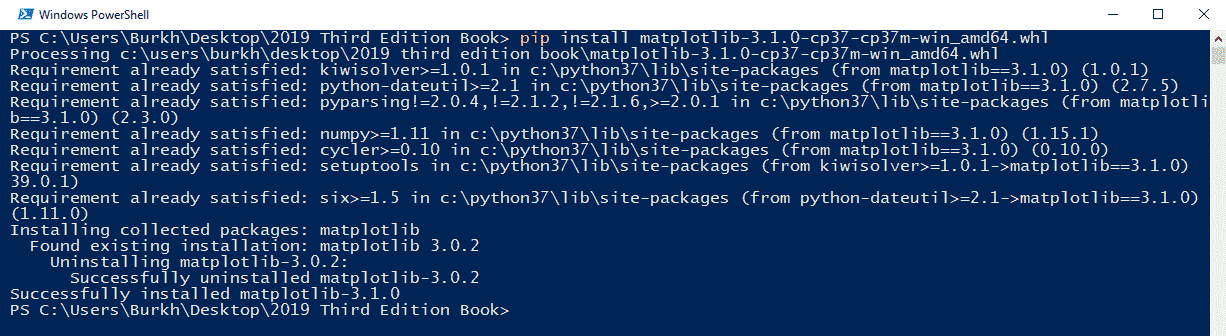 Windows PowerShell
PS C:\Users\Burkh\Desktop\2019 Third Edition Book> pip install matplotlib-3.1.0-cp37-cp37m-win_amd64.whl
Processing c:\users\burkh\desktop\2019 third edition book\matplotlib-3.1.0-cp37-cp37m-win_amd64.whl
Requirement already satisfied: kiwisolver>=1.0.1 in c:\python37\lib\site-packages (from matplotlib==3.1.0) (1.0.1)
Requirement already satisfied: python-dateutil>=2.1 in c:\python37\lib\site-packages (from matplotlib==3.1.0) (2.7.5)
Requirement already satisfied: pyparsing!=2.0.4,!=2.1.2,!=2.1.6,>=2.0.1 in c:\python37\lib\site-packages (from matplotli
b==3.1.0) (2.3.0)
Requirement already satisfied: numpy>=1.11 in c:\python37\lib\site-packages (from matplotlib==3.1.0) (1.15.1)
Requirement already satisfied: cycler>=0.10 in c:\python37\lib\site-packages (from matplotlib==3.1.0) (0.10.0)
Requirement already satisfied: setuptools in c:\python37\lib\site-packages (from kiwisolver>=1.0.1->matplotlib==3.1.0)
39.0.1)
Requirement already satisfied: six>=1.5 in c:\python37\lib\site-packages (from python-dateutil>=2.1->matplotlib==3.1.0)
(1.11.0)
Installing collected packages: matplotlib
  Found existing installation: matplotlib 3.0.2
    Uninstalling matplotlib-3.0.2:
      Successfully uninstalled matplotlib-3.0.2
Successfully installed matplotlib-3.1.0
PS C:\Users\Burkh\Desktop\2019 Third Edition Book>